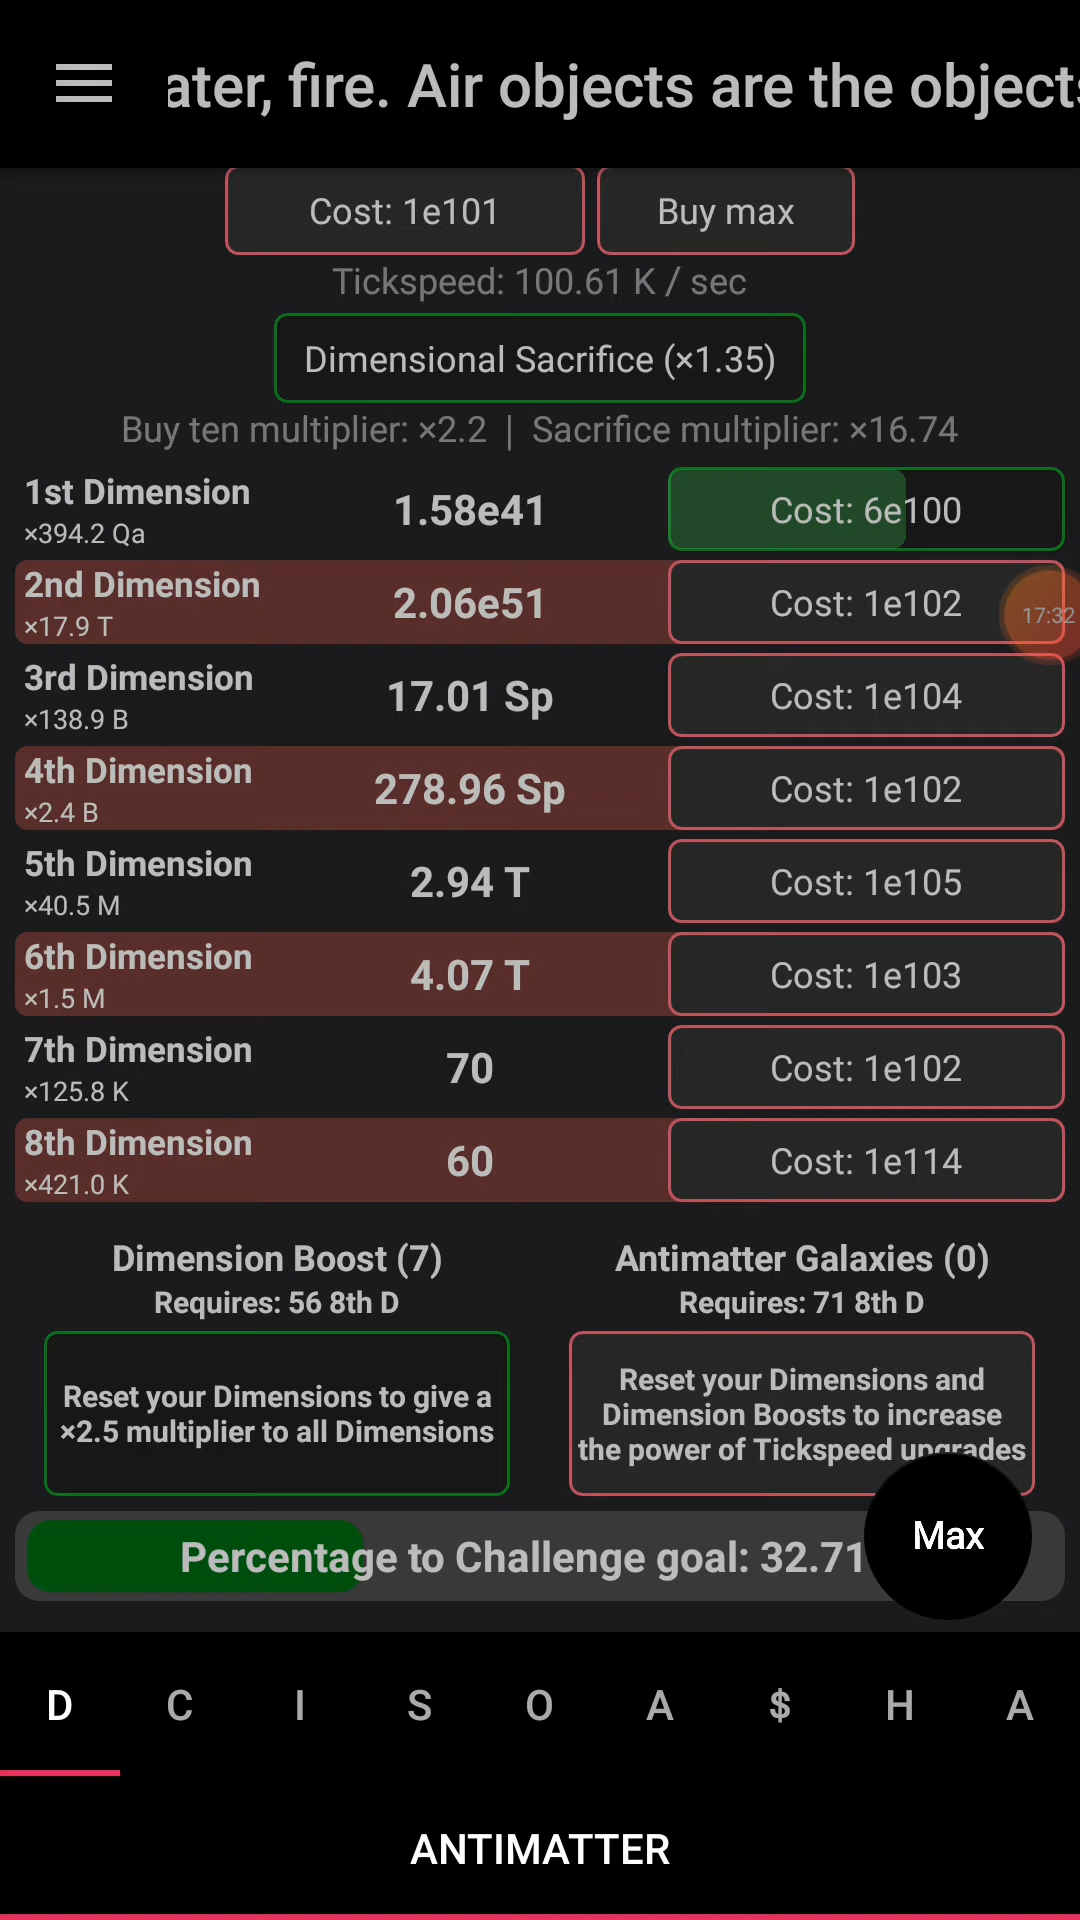 ater, fire. Air objects are the objects
Cost: 1e101
Buy max
Tickspeed: 100.61 K / sec
Dimensional Sacrifice (×1.35)
Buy ten multiplier: ×2.2 | Sacrifice multiplier: ×16.74
1st Dimension
×394.2 Qa
1.58e41
Cost: 6e100
2nd Dimension
×17.9 T
2.06e51
Cost: 1e102
17:32
3rd Dimension
×138.9 B
17.01 Sp
Cost: 1e104
4th Dimension
×2.4 B
278.96 Sp
Cost: 1e102
5th Dimension
×40.5 M
2.94 T
Cost: 1e105
6th Dimension
×1.5 M
4.07 T
Cost: 1e103
7th Dimension
×125.8 K
70
Cost: 1e102
8th Dimension
×421.0 K
60
Cost: 1e114
Dimension Boost (7)
Requires: 56 8th D
Reset your Dimensions to give a
×2.5 multiplier to all Dimensions
Antimatter Galaxies (0)
Requires: 71 8th D
Reset your Dimensions and
Dimension Boosts to increase
the power of Tickspeed upgrades
Percentage to Challenge goal: 32.71
Max
D C I S O A $ H A
ANTIMATTER